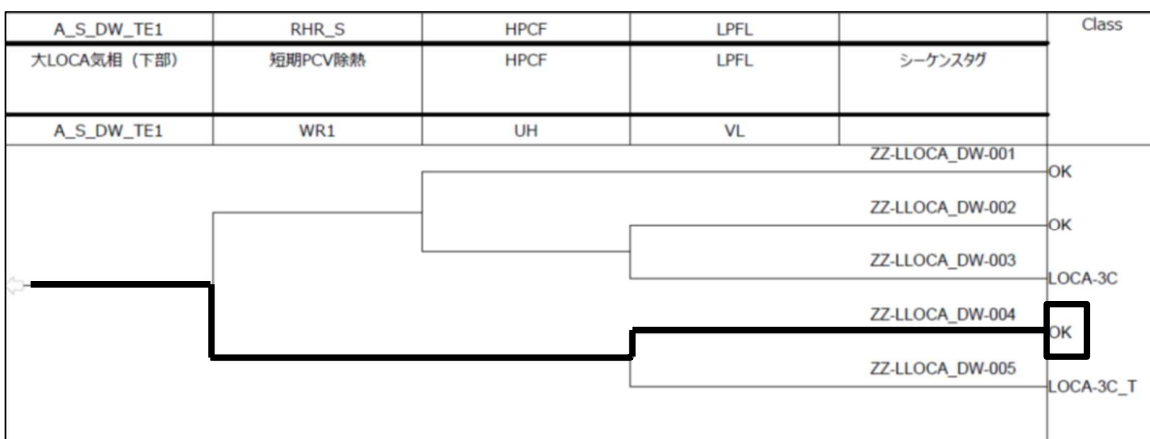 A_S_DW_TE1 RHR_S HPCF LPFL Class
大LOCA気相（下部） 短期PCV除熱 HPCF LPFL シーケンスタグ
A_S_DW_TE1 WR1 UH VL
ZZ-LLOCA_DW-001
OK
ZZ-LLOCA_DW-002
OK
ZZ-LLOCA_DW-003
LOCA-3C
ZZ-LLOCA_DW-004
OK
ZZ-LLOCA_DW-005
LOCA-3C_T